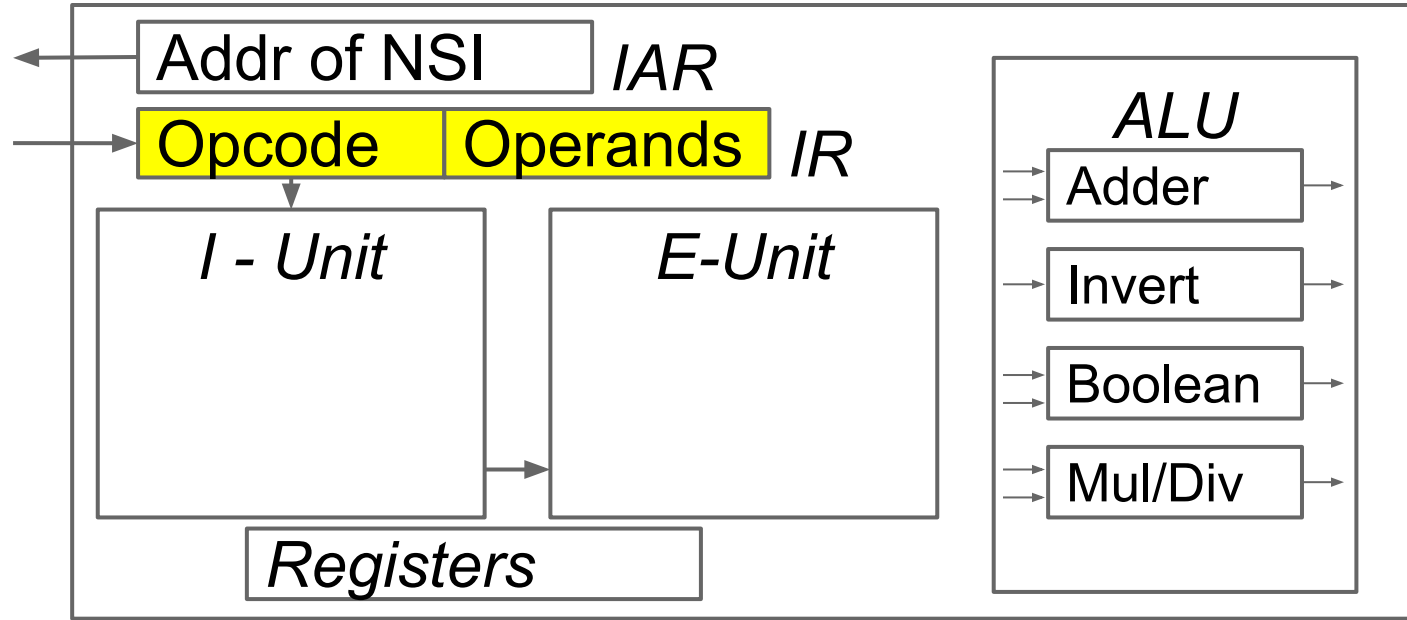 Addr of NSI
IAR
Opcode
Operands
IR
I - Unit
E-Unit
Registers
ALU
Adder
Invert
Boolean
Mul/Div